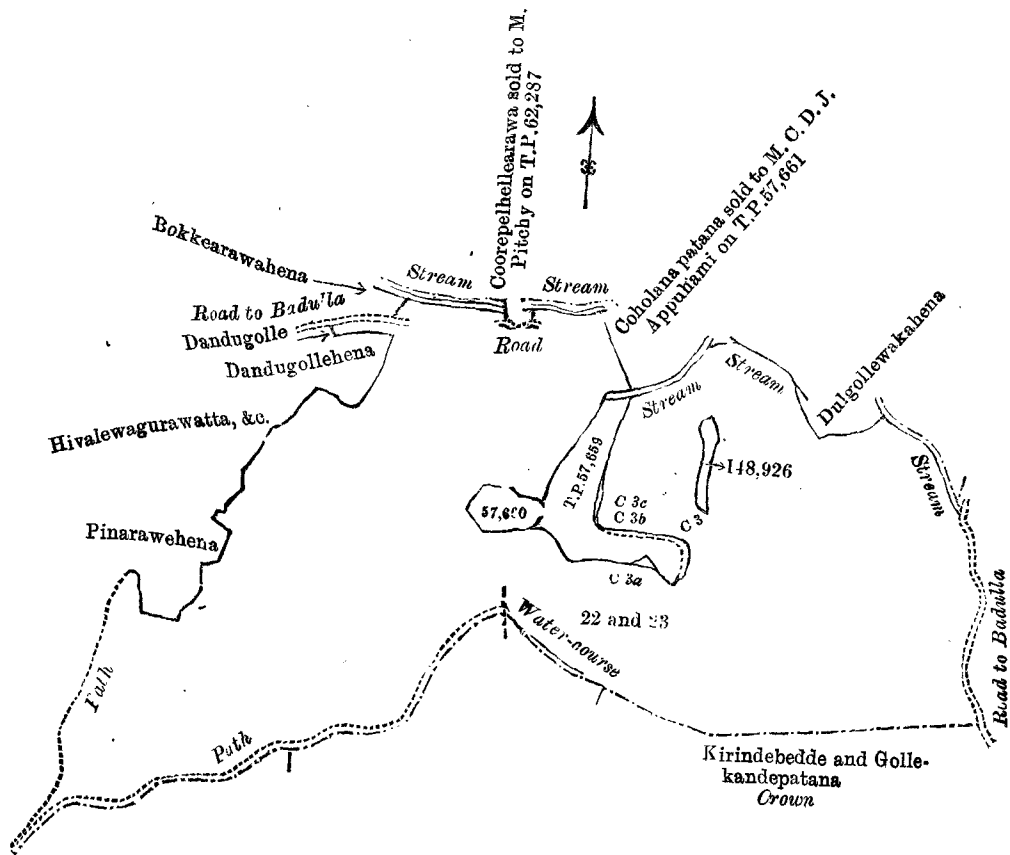 Coorepelhellearawa sold to M.
Pitchy on T.P.62,287
Coholana patana sold to M. C. D. J.
Appuhami on T.P.57,661
Bokkearawahena
Stream
Stream
Road to Badulla
Dandugolle
Dandugollehena
Road
Stream
Stream
Dulgollewakahena
Hivalewagurawatta, &c.
T.P.57,659
148,926
Stream
C 3c
C 3b
C 3
Pinarawehena
C 3a
22 and 23
Water-course
Path
Path
Road to Badulla
Kirindebedde and Golle-
kandepatana
Crown